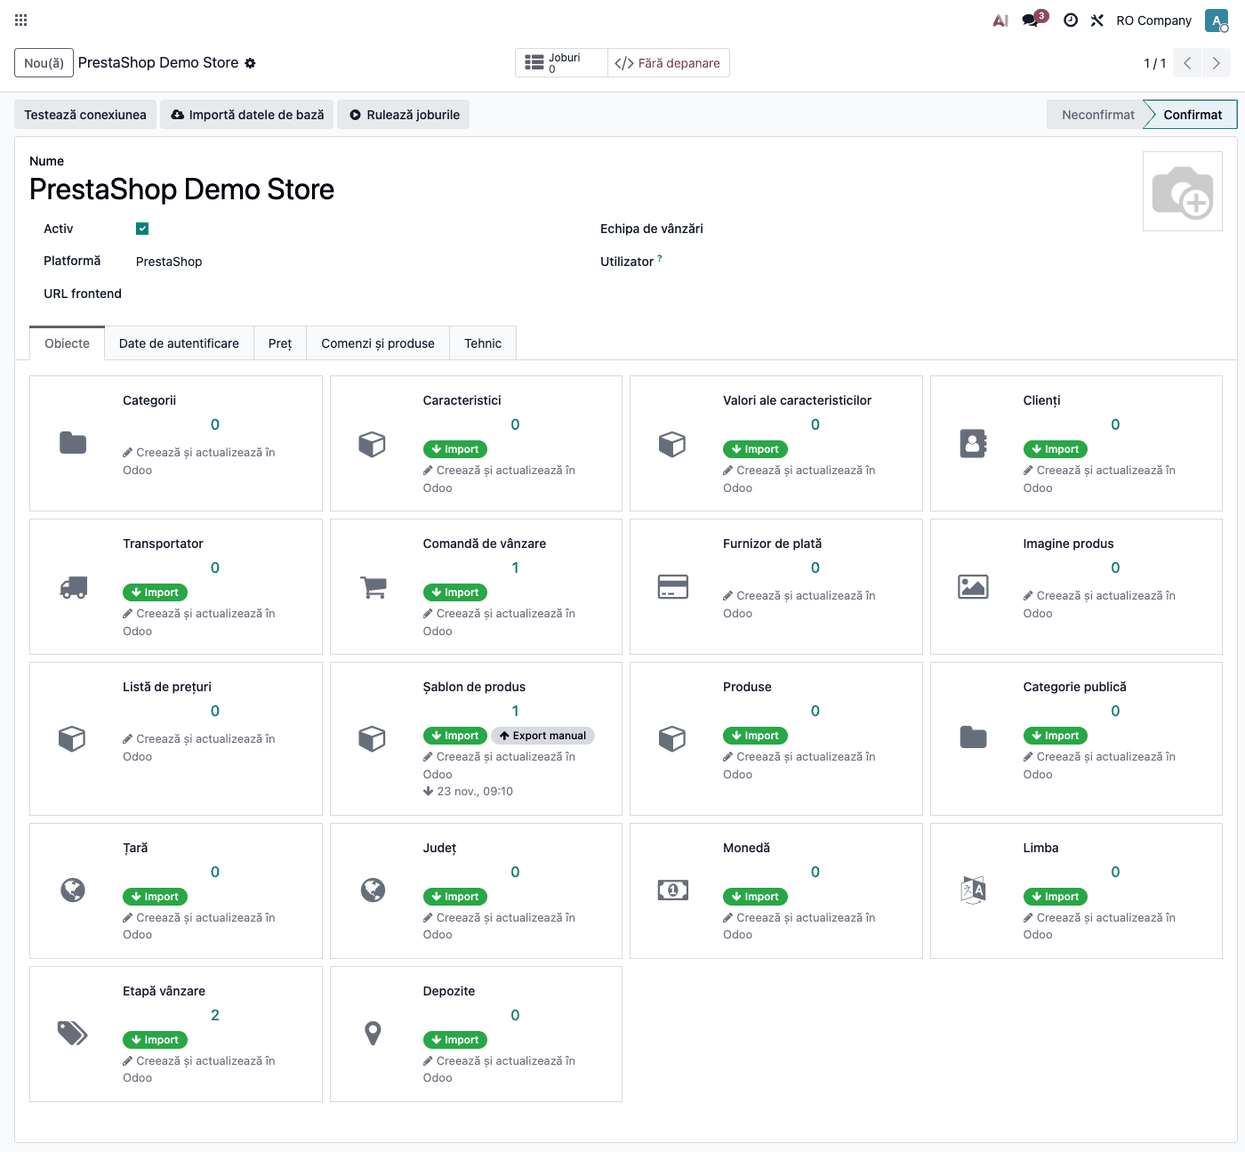 AI
3
RO Company
A
Nou(ă)
PrestaShop Demo Store
Joburi
0
Fără depanare
1 / 1
Testează conexiunea
Importă datele de bază
Rulează joburile
Neconfirmat
Confirmat
Nume
PrestaShop Demo Store
Activ
Echipa de vânzări
Platformă
PrestaShop
Utilizator ?
URL frontend
Obiecte
Date de autentificare
Preț
Comenzi și produse
Tehnic
Categorii
0
Creează și actualizează în
Odoo
Caracteristici
0
Import
Creează și actualizează în
Odoo
Valori ale caracteristicilor
0
Import
Creează și actualizează în
Odoo
Clienți
0
Import
Creează și actualizează în
Odoo
Transportator
0
Import
Creează și actualizează în
Odoo
Comandă de vânzare
1
Import
Creează și actualizează în
Odoo
Furnizor de plată
0
Creează și actualizează în
Odoo
Imagine produs
0
Creează și actualizează în
Odoo
Listă de prețuri
0
Creează și actualizează în
Odoo
Șablon de produs
1
Import
Export manual
Creează și actualizează în
Odoo
23 nov., 09:10
Produse
0
Import
Creează și actualizează în
Odoo
Categorie publică
0
Import
Creează și actualizează în
Odoo
Țară
0
Import
Creează și actualizează în
Odoo
Județ
0
Import
Creează și actualizează în
Odoo
Monedă
0
Import
Creează și actualizează în
Odoo
Limba
0
Import
Creează și actualizează în
Odoo
Etapă vânzare
2
Import
Creează și actualizează în
Odoo
Depozite
0
Import
Creează și actualizează în
Odoo